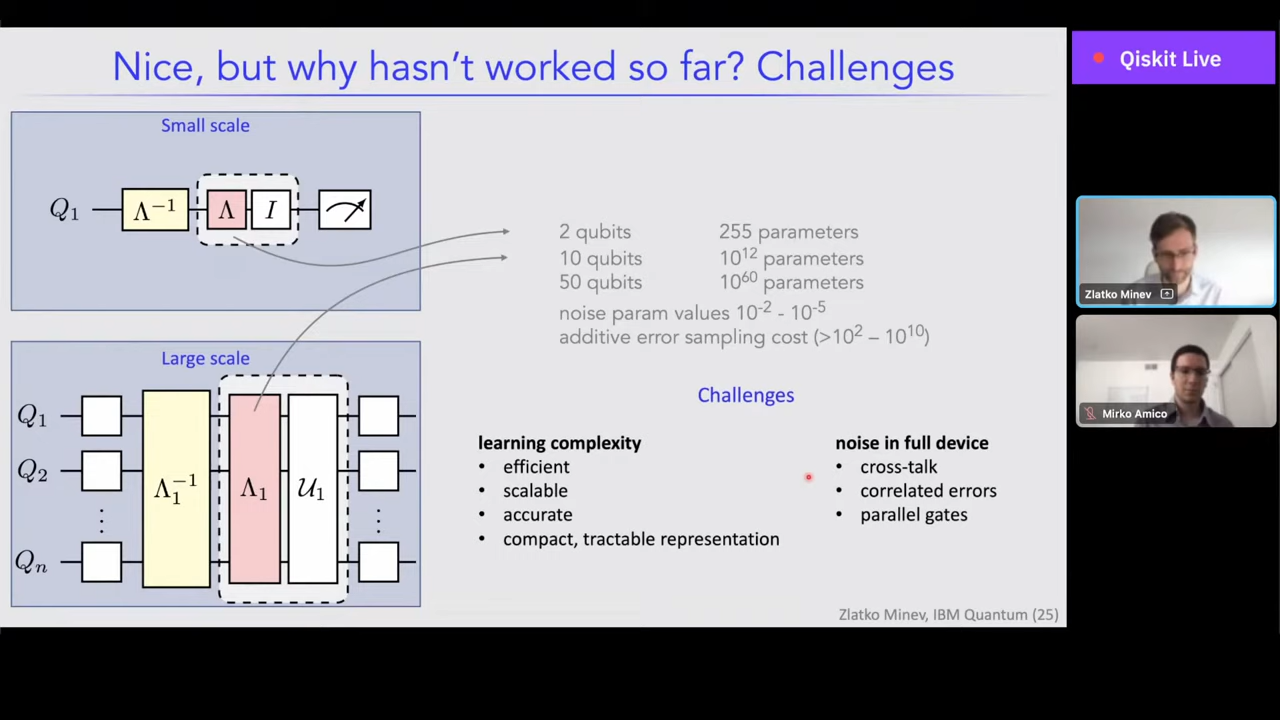 Nice, but why hasn't worked so far? Challenges
Qiskit Live
Small scale
Q₁ Λ⁻¹ Λ I
2 qubits 255 parameters
10 qubits 10¹² parameters
50 qubits 10⁶⁰ parameters
noise param values 10⁻² - 10⁻⁵
additive error sampling cost (>10² – 10¹⁰)
Large scale
Q₁
Q₂
Λ₁⁻¹ Λ₁ 𝒰₁
⋮ ⋮
Qₙ
Challenges
learning complexity
• efficient
• scalable
• accurate
• compact, tractable representation
noise in full device
• cross-talk
• correlated errors
• parallel gates
Zlatko Minev, IBM Quantum (25)
Zlatko Minev
Mirko Amico